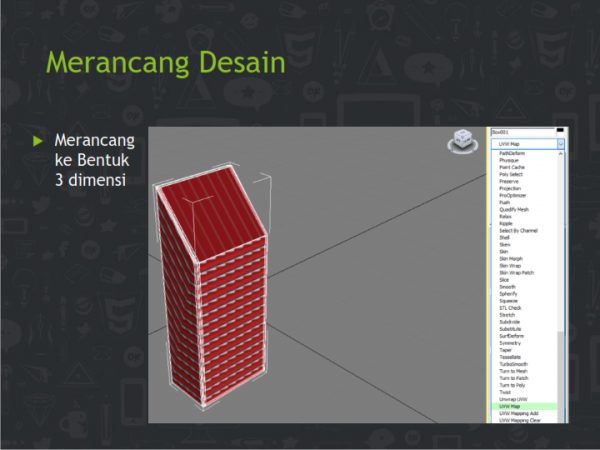 Merancang Desain
Merancang
ke Bentuk
3 dimensi
Box001
UVW Map
PathDeform
Physique
Point Cache
Poly Select
Preserve
Projection
ProOptimizer
Push
Quadify Mesh
Relax
Ripple
Select By Channel
Shell
Skew
Skin
Skin Morph
Skin Wrap
Skin Wrap Patch
Slice
Smooth
Spherify
Squeeze
STL Check
Stretch
Subdivide
Substitute
SurfDeform
Symmetry
Taper
Tessellate
TurboSmooth
Turn to Mesh
Turn to Patch
Turn to Poly
Twist
Unwrap UVW
UVW Map
UVW Mapping Add
UVW Mapping Clear